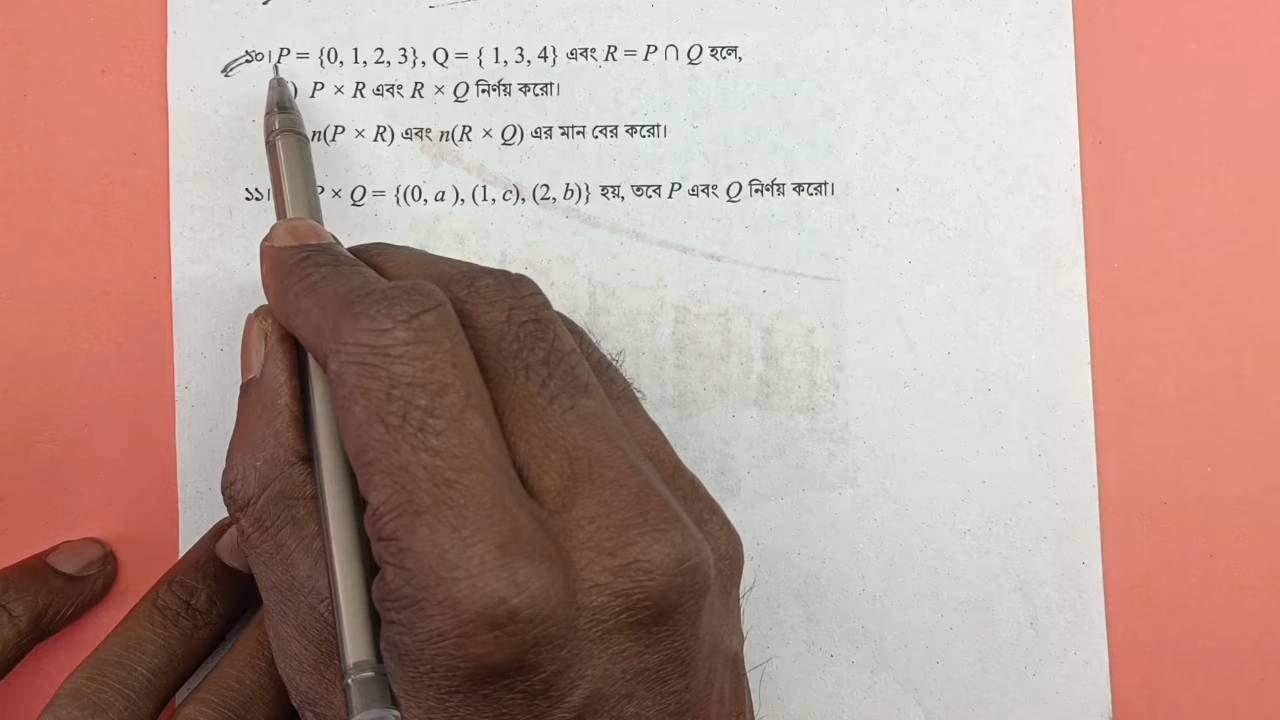 ১০। P = {0, 1, 2, 3}, Q = { 1, 3, 4} এবং R = P ∩ Q হলে,
) P × R এবং R × Q নির্ণয় করো।
n(P × R) এবং n(R × Q) এর মান বের করো।
১১। P × Q = {(0, a ), (1, c), (2, b)} হয়, তবে P এবং Q নির্ণয় করো।